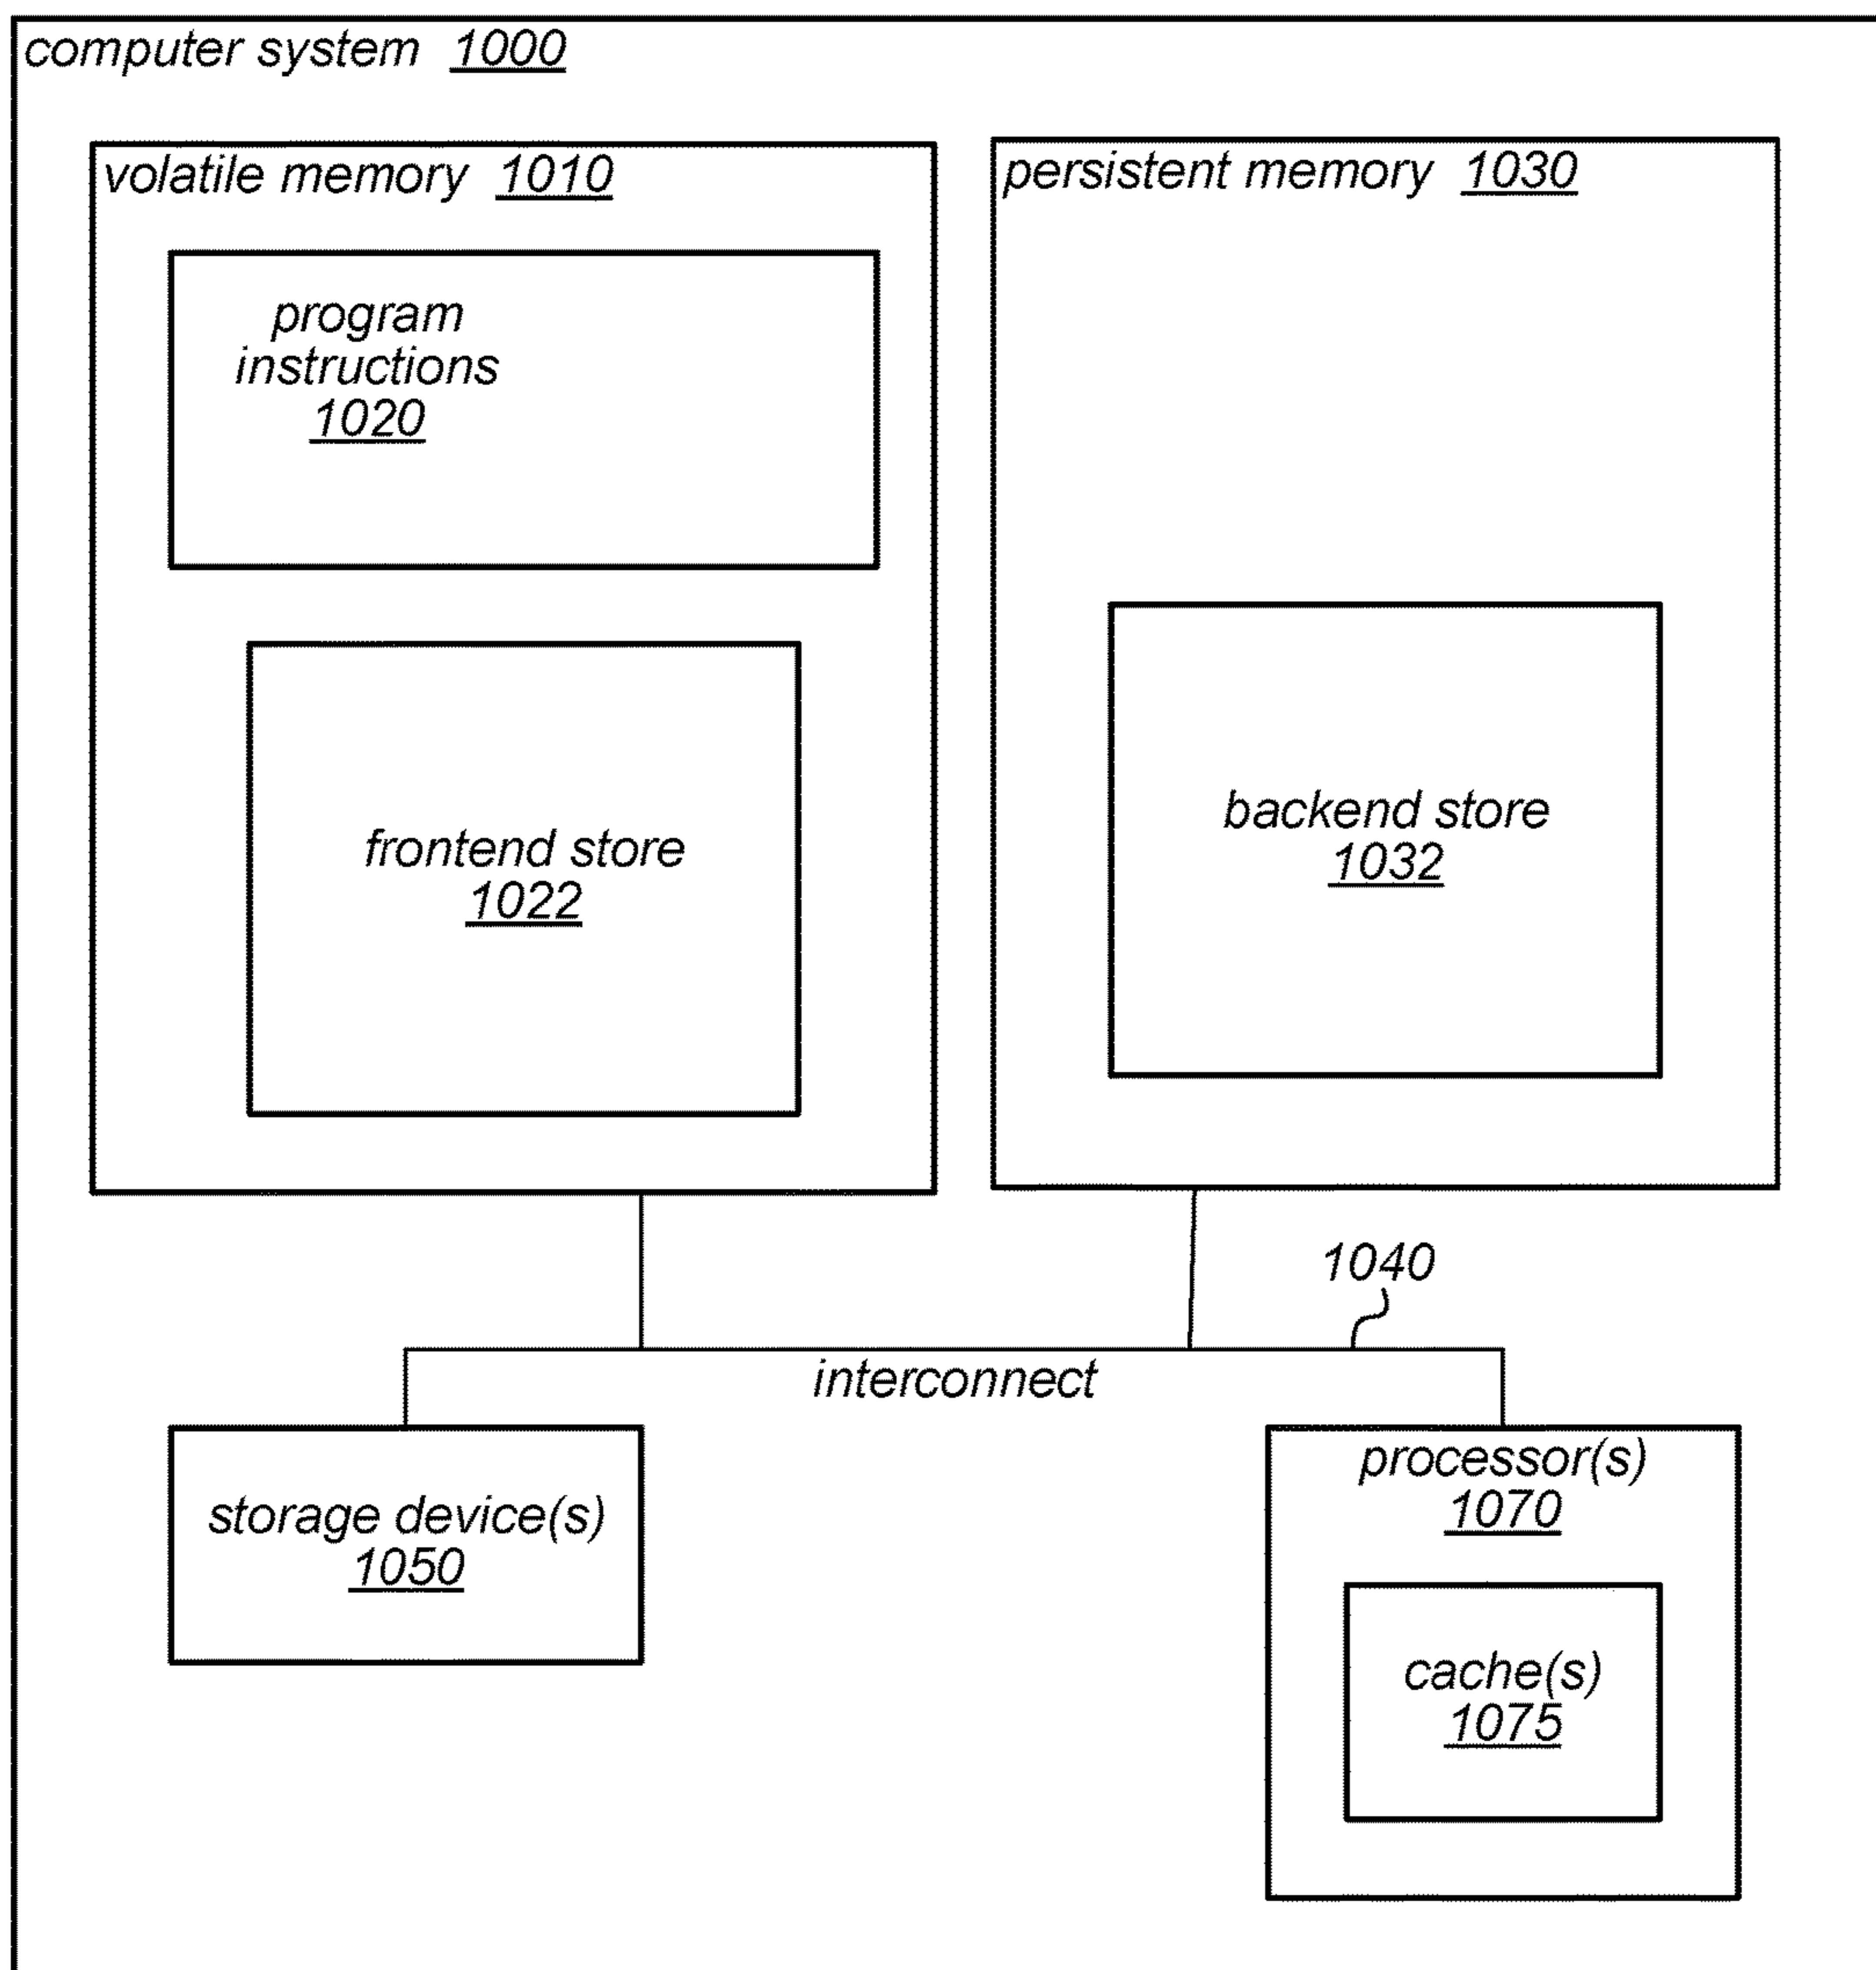 computer system 1000
volatile memory 1010
program
instructions
1020
frontend store
1022
persistent memory 1030
backend store
1032
1040
interconnect
storage device(s)
1050
processor(s)
1070
cache(s)
1075